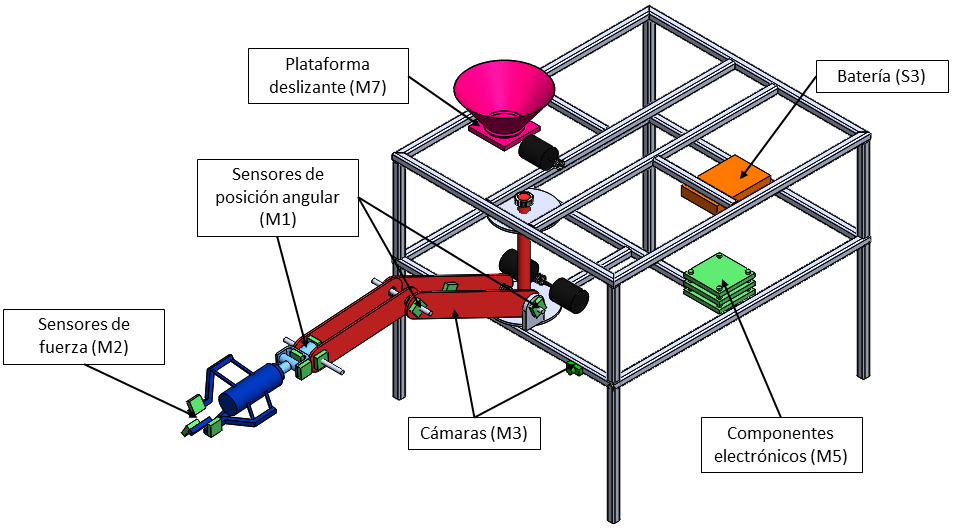 Plataforma
deslizante (M7)
Batería (S3)
Sensores de
posición angular
(M1)
Sensores de
fuerza (M2)
Cámaras (M3)
Componentes
electrónicos (M5)